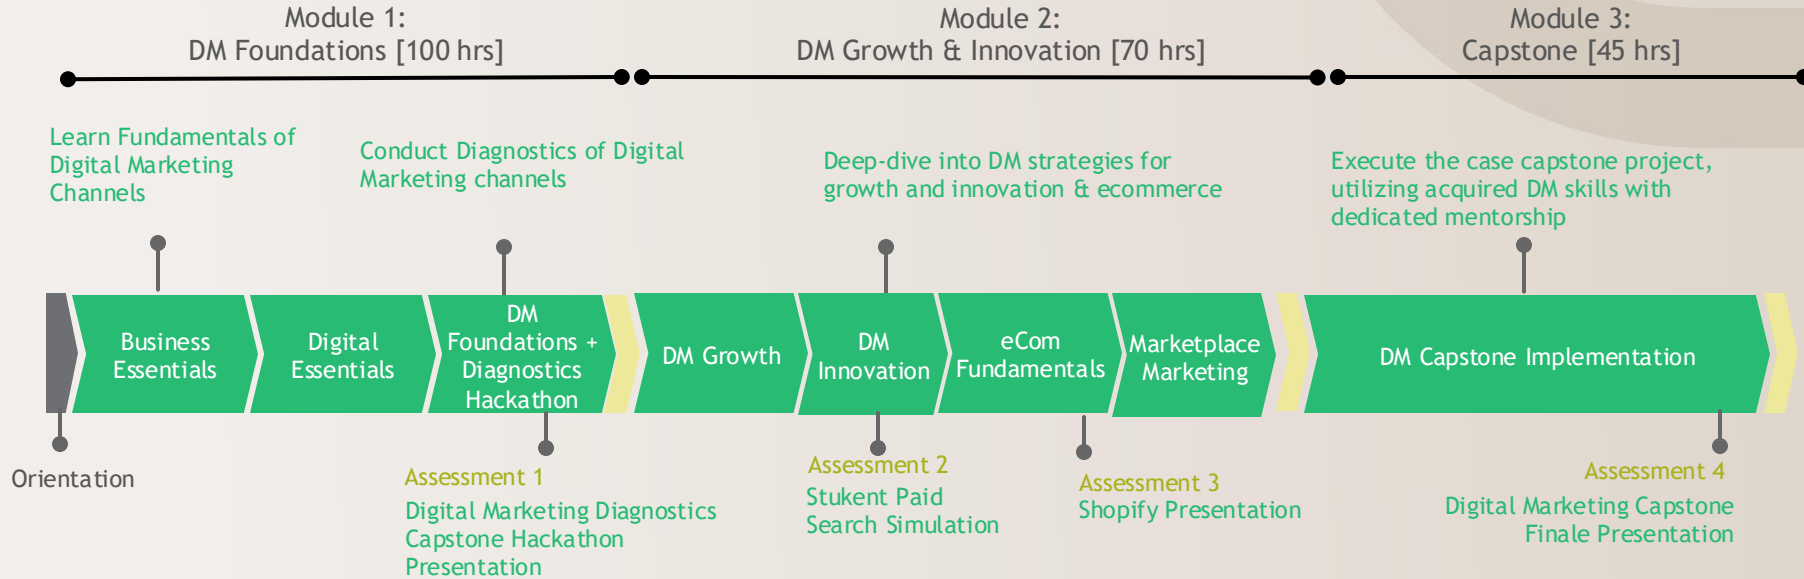 Module 1:
DM Foundations [100 hrs]
Module 2:
DM Growth & Innovation [70 hrs]
Module 3:
Capstone [45 hrs]
Learn Fundamentals of
Digital Marketing
Channels
Conduct Diagnostics of Digital
Marketing channels
Deep-dive into DM strategies for
growth and innovation & ecommerce
Execute the case capstone project,
utilizing acquired DM skills with
dedicated mentorship
Business
Essentials
Digital
Essentials
DM
Foundations +
Diagnostics
Hackathon
DM Growth
DM
Innovation
eCom
Fundamentals
Marketplace
Marketing
DM Capstone Implementation
Orientation
Assessment 1
Digital Marketing Diagnostics
Capstone Hackathon
Presentation
Assessment 2
Stukent Paid
Search Simulation
Assessment 3
Shopify Presentation
Assessment 4
Digital Marketing Capstone
Finale Presentation